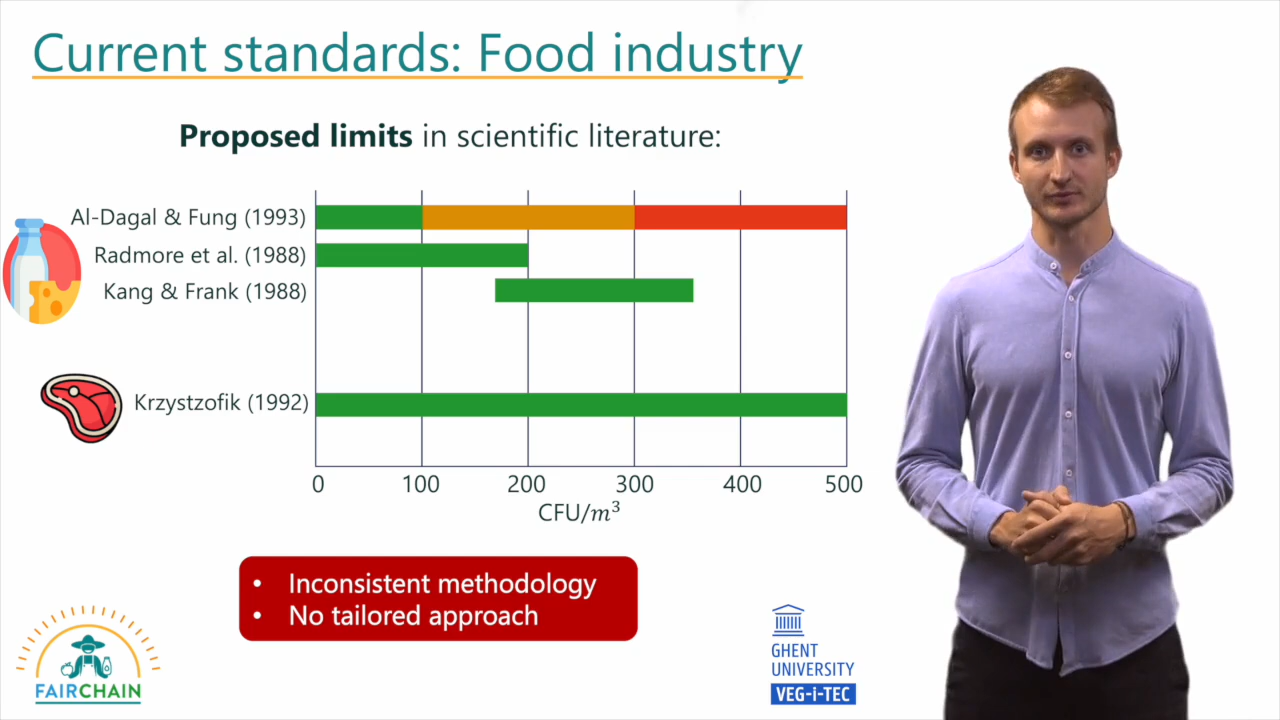 Current standards: Food industry
Proposed limits in scientific literature:
Al-Dagal & Fung (1993)
Radmore et al. (1988)
Kang & Frank (1988)
Krzystzofik (1992)
0 100 200 300 400 500
CFU/m³
• Inconsistent methodology
• No tailored approach
FAIRCHAIN
GHENT
UNIVERSITY
VEG-i-TEC